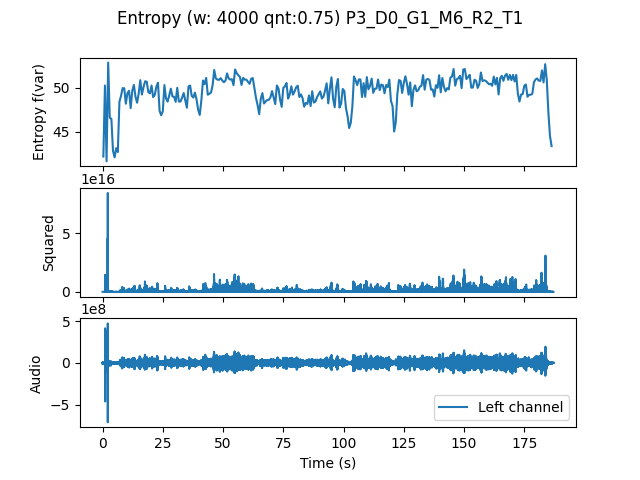 Entropy (w: 4000 qnt:0.75) P3_D0_G1_M6_R2_T1
Entropy f(var)
50
45
1e16
Squared
5
0
1e8
Audio
5
0
−5
Left channel
0 25 50 75 100 125 150 175
Time (s)